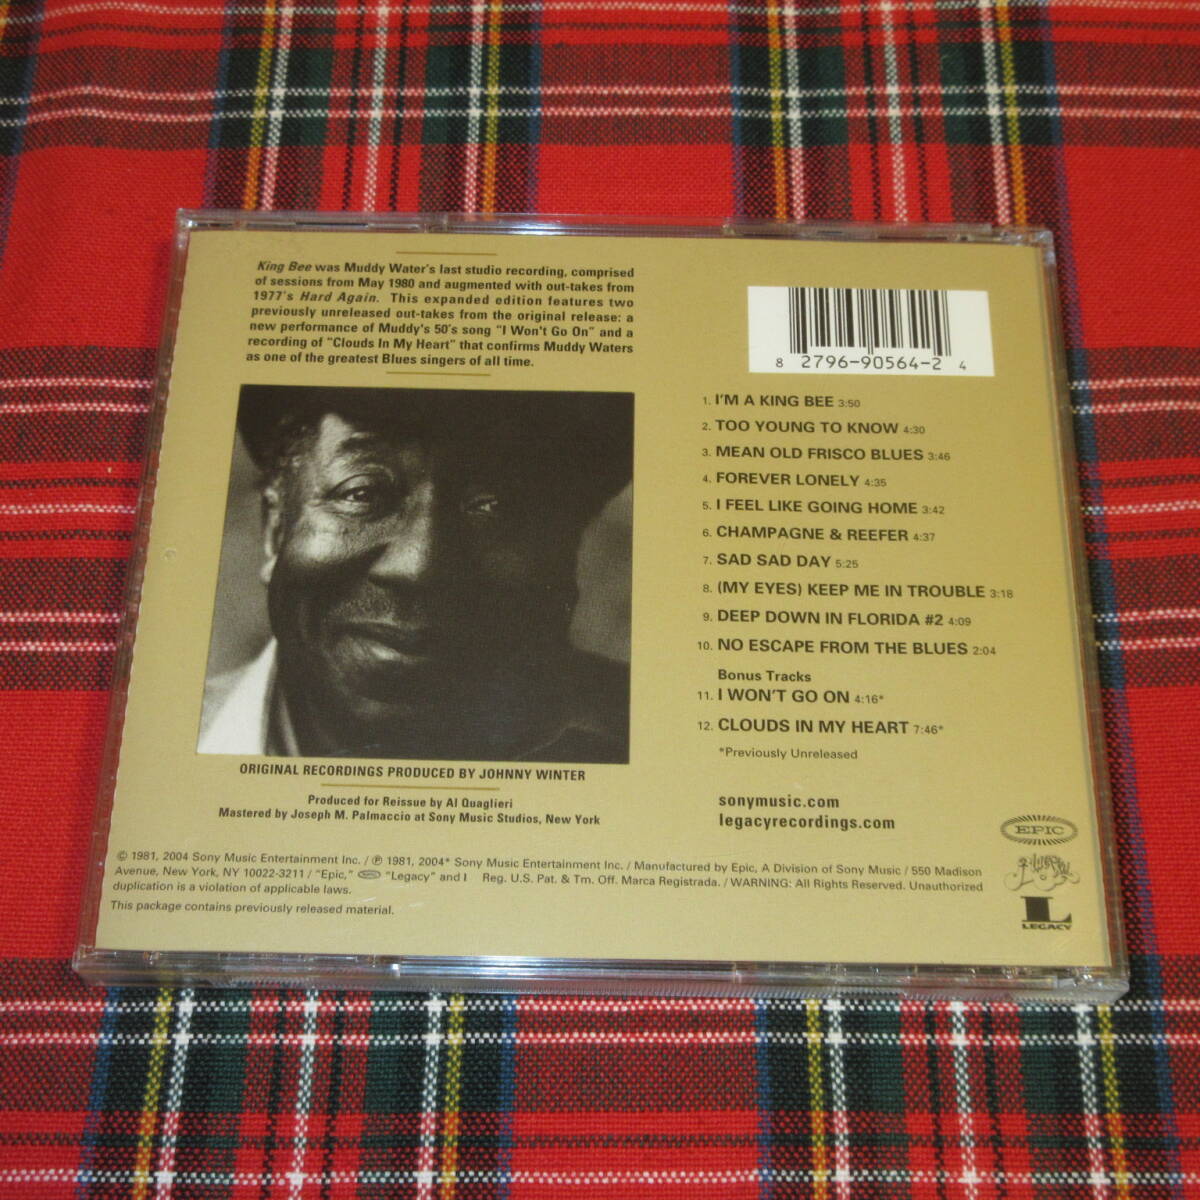 King Bee was Muddy Water's last studio recording, comprised
of sessions from May 1980 and augmented with out-takes from
1977's Hard Again. This expanded edition features two
previously unreleased out-takes from the original release: a
new performance of Muddy's 50's song "I Won't Go On" and a
recording of "Clouds In My Heart" that confirms Muddy Waters
as one of the greatest Blues singers of all time.
ORIGINAL RECORDINGS PRODUCED BY JOHNNY WINTER
Produced for Reissue by Al Quaglieri
Mastered by Joseph M. Palmaccio at Sony Music Studios, New York
8 2796-90564-2 4
1. I'M A KING BEE 3:50
2. TOO YOUNG TO KNOW 4:30
3. MEAN OLD FRISCO BLUES 3:46
4. FOREVER LONELY 4:35
5. I FEEL LIKE GOING HOME 3:42
6. CHAMPAGNE & REEFER 4:37
7. SAD SAD DAY 5:25
8. (MY EYES) KEEP ME IN TROUBLE 3:18
9. DEEP DOWN IN FLORIDA #2 4:09
10. NO ESCAPE FROM THE BLUES 2:04
Bonus Tracks
11. I WON'T GO ON 4:16*
12. CLOUDS IN MY HEART 7:46*
*Previously Unreleased
sonymusic.com
legacyrecordings.com
© 1981, 2004 Sony Music Entertainment Inc. / ℗ 1981, 2004* Sony Music Entertainment Inc. / Manufactured by Epic, A Division of Sony Music / 550 Madison
Avenue, New York, NY 10022-3211 / "Epic," "Legacy" and l Reg. U.S. Pat. & Tm. Off. Marca Registrada. / WARNING: All Rights Reserved. Unauthorized
duplication is a violation of applicable laws.
This package contains previously released material.
EPIC
L
LEGACY